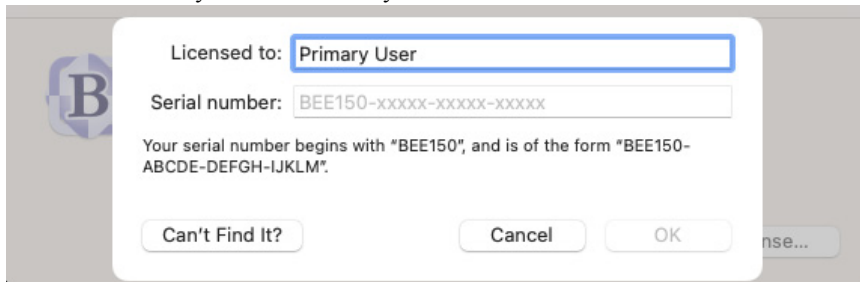 Licensed to: Primary User
B
Serial number: BEE150-xxxxx-xxxxx-xxxxx
Your serial number begins with “BEE150”, and is of the form “BEE150-
ABCDE-DEFGH-IJKLM”.
Can't Find It? Cancel OK
nse...